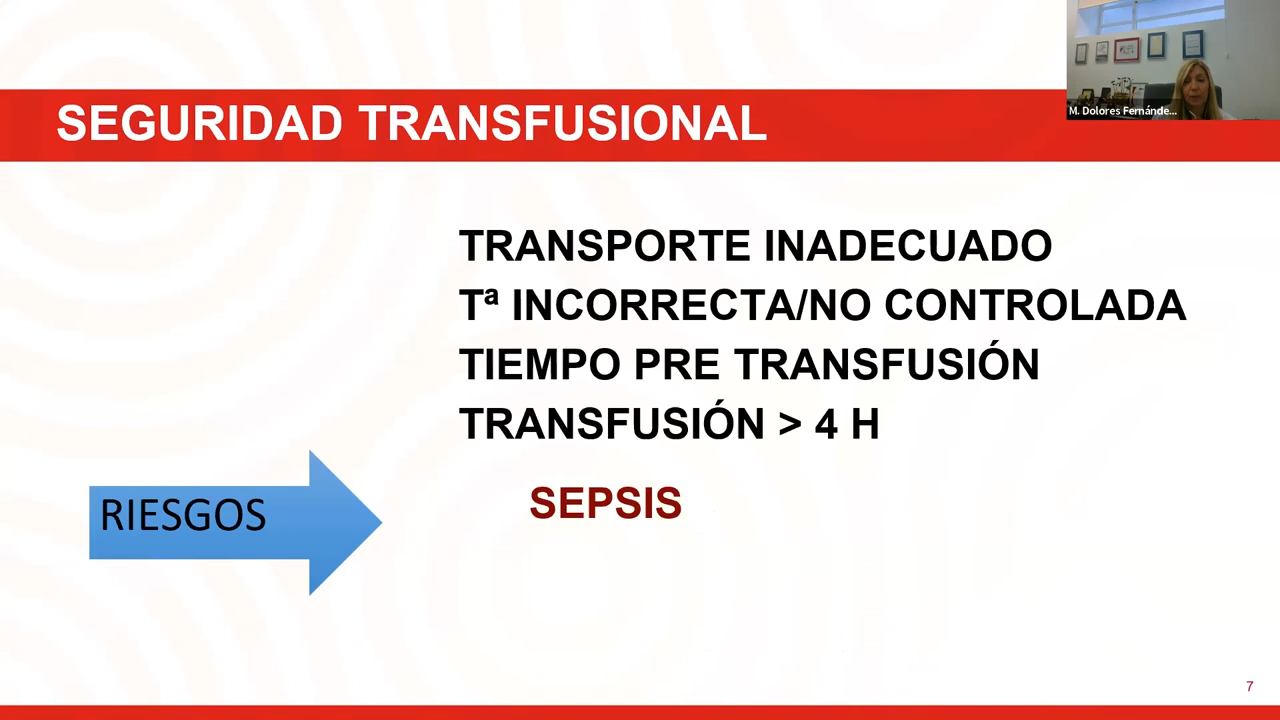 M. Dolores Fernánde...
SEGURIDAD TRANSFUSIONAL
TRANSPORTE INADECUADO
Tª INCORRECTA/NO CONTROLADA
TIEMPO PRE TRANSFUSIÓN
TRANSFUSIÓN > 4 H
RIESGOS
SEPSIS
7